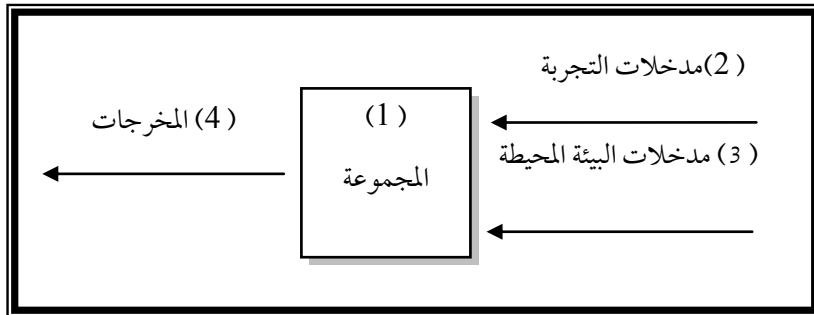 (2) مدخلات التجربة
(1)
المجموعة
(3) مدخلات البيئة المحيطة
(4) المخرجات